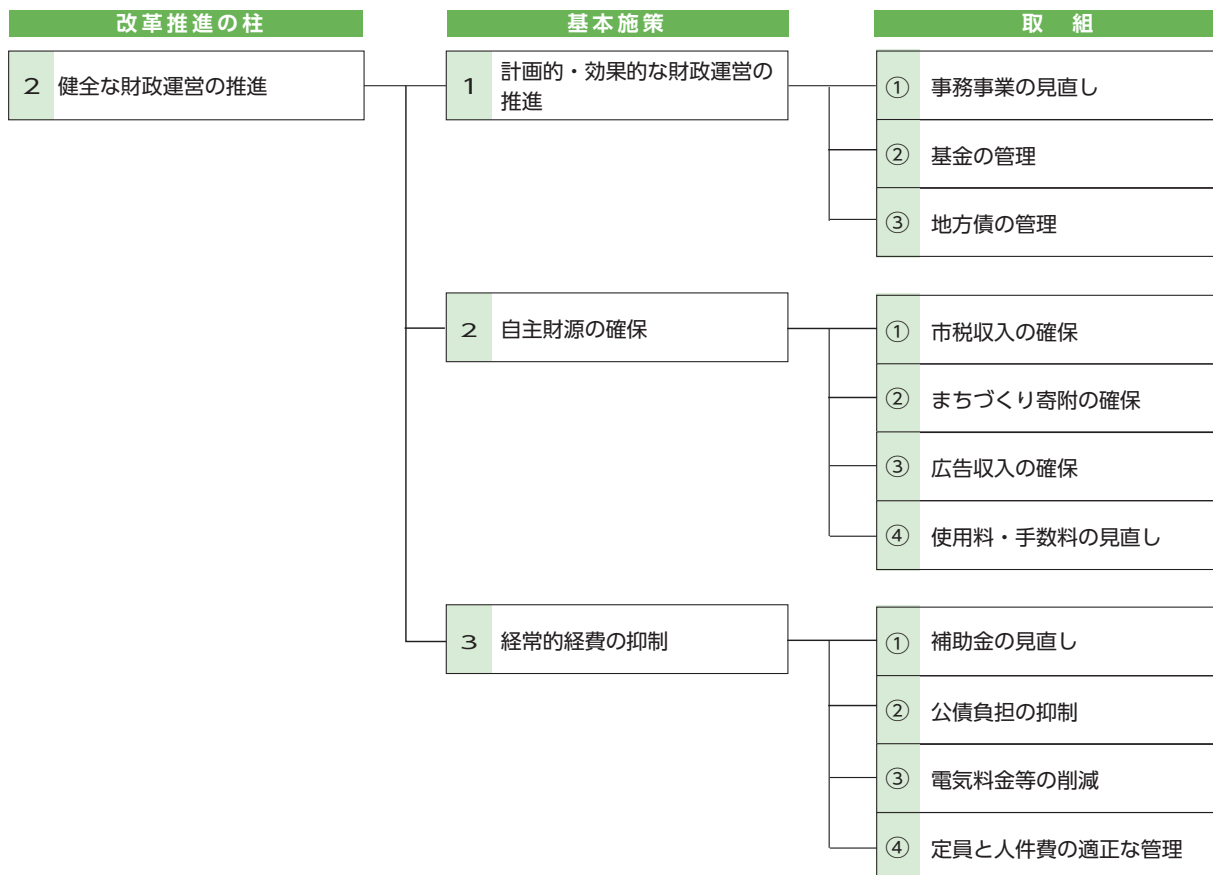 改革推進の柱
基本施策
取 組
2 健全な財政運営の推進
1 計画的・効果的な財政運営の
推進
① 事務事業の見直し
② 基金の管理
③ 地方債の管理
2 自主財源の確保
① 市税収入の確保
② まちづくり寄附の確保
③ 広告収入の確保
④ 使用料・手数料の見直し
3 経常的経費の抑制
① 補助金の見直し
② 公債負担の抑制
③ 電気料金等の削減
④ 定員と人件費の適正な管理